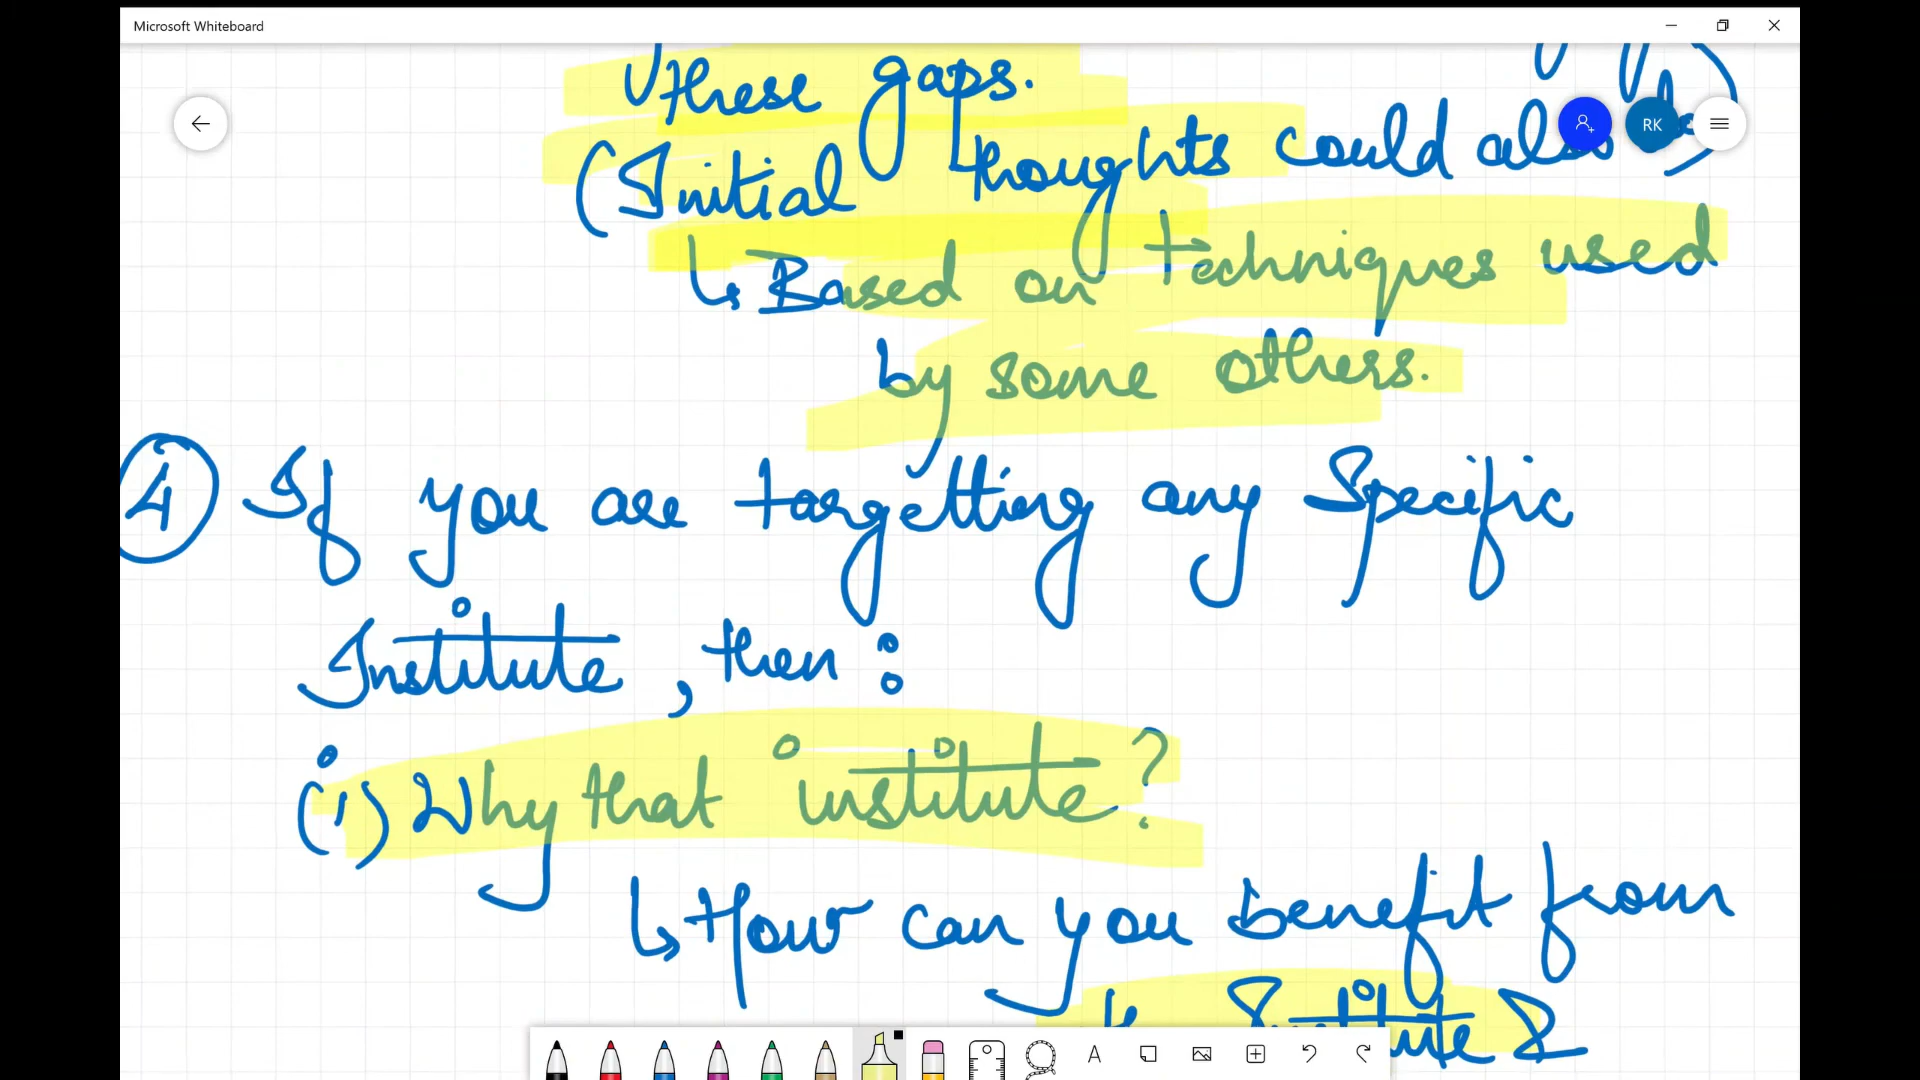 Microsoft Whiteboard
these gaps.
(Initial thoughts could also
RK
Based on techniques used
by some others.
4 If you are targetting any Specific
Institute, then:
(i) Why that institute?
How can you benefit from
Institute &
A